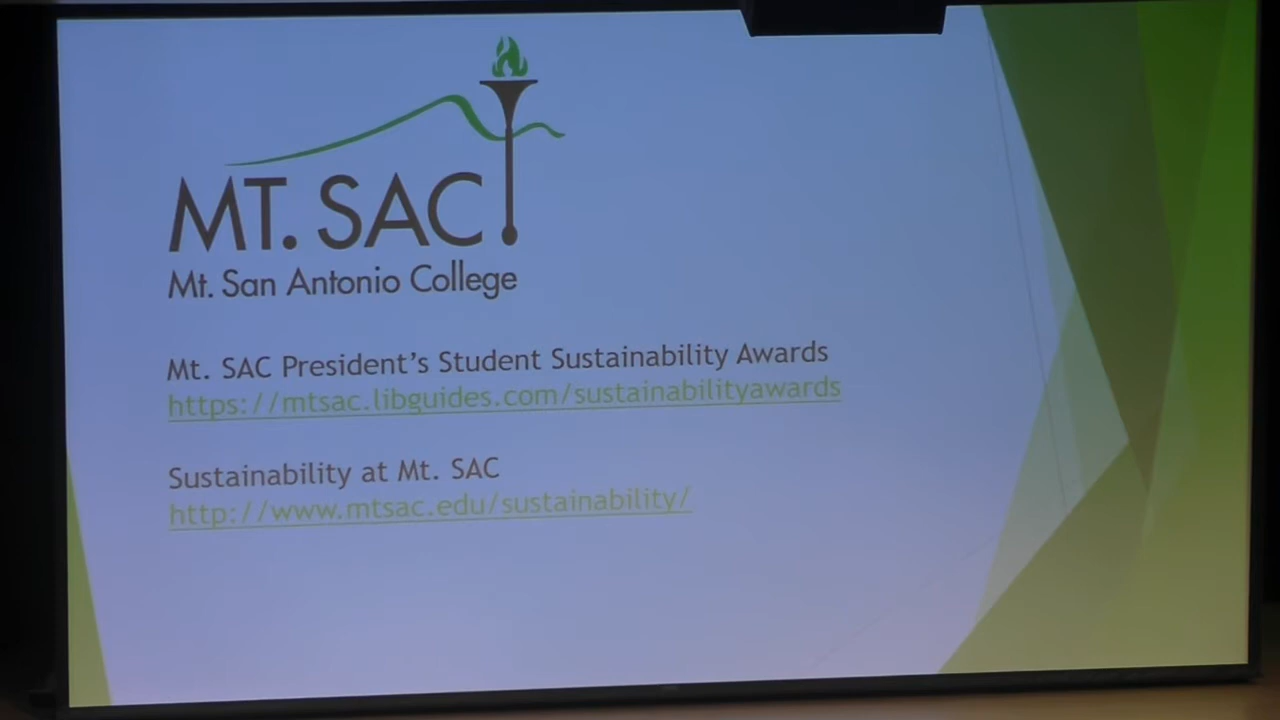 MT. SAC
Mt. San Antonio College
Mt. SAC President's Student Sustainability Awards
https://mtsac.libguides.com/sustainabilityawards
Sustainability at Mt. SAC
http://www.mtsac.edu/sustainability/